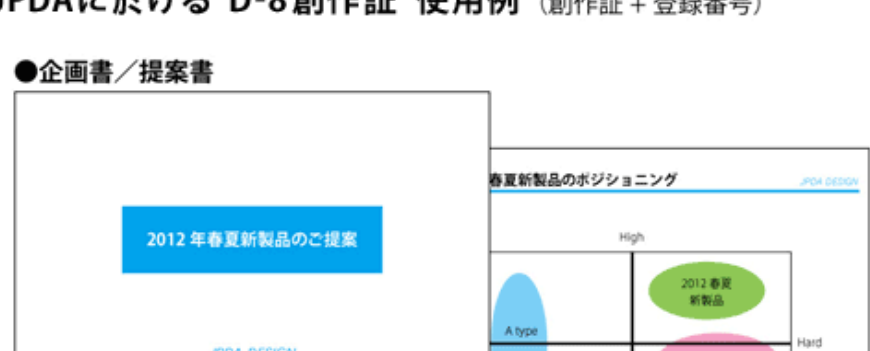 JPDAに於ける"D-8創作証"使用例（創作証＋登録番号）
●企画書／提案書
2012 年春夏新製品のご提案
JPDA DESIGN
春夏新製品のポジショニング
JPDA DESIGN
High
2012 春夏
新製品
A type
Hard